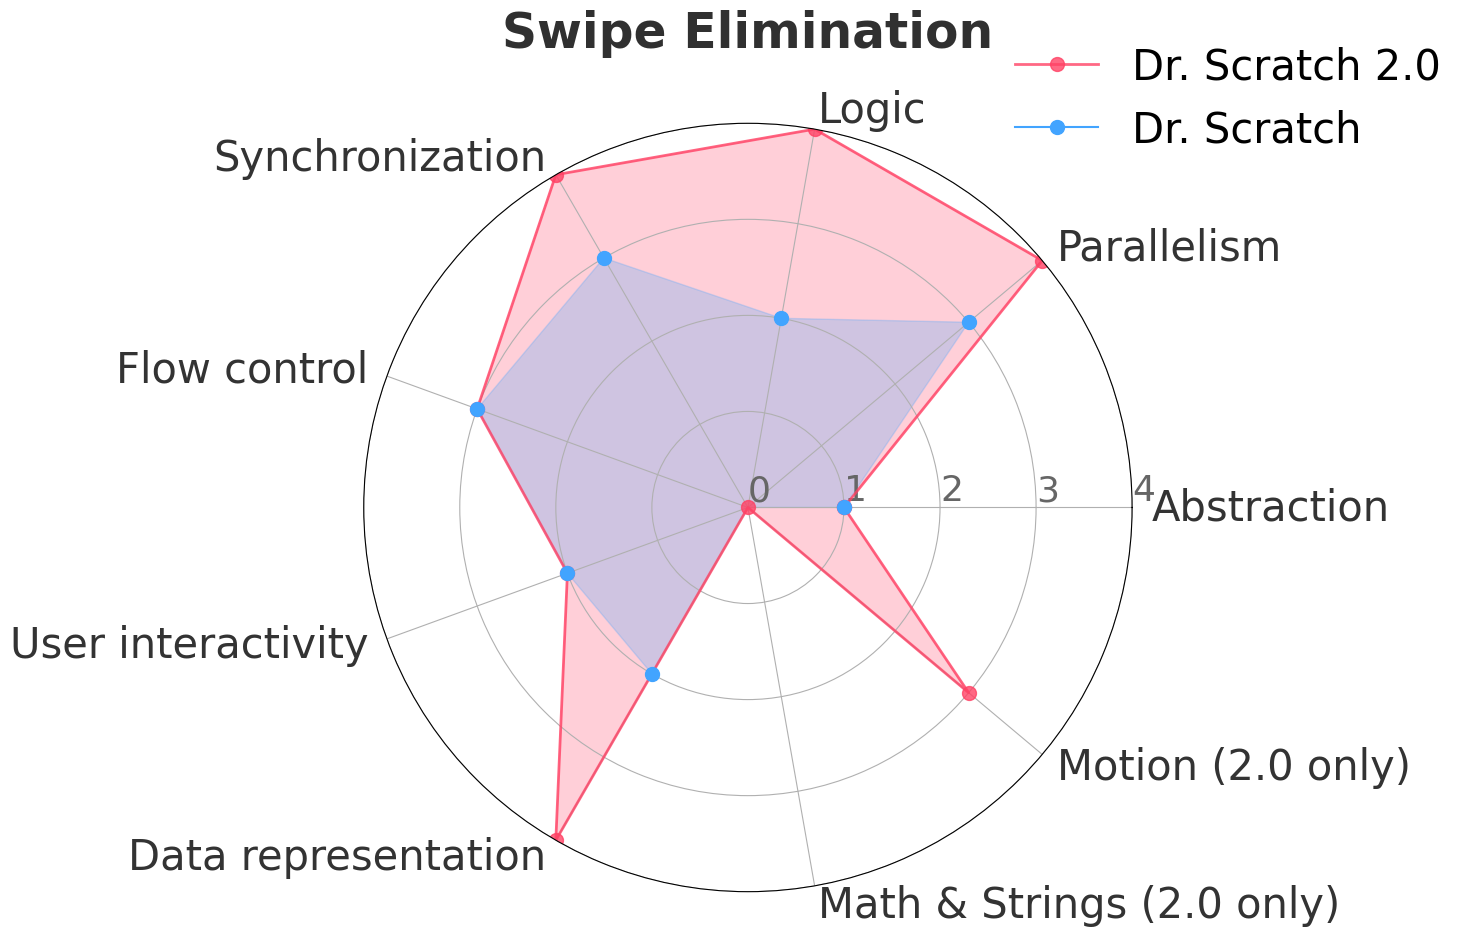 Swipe Elimination
Dr. Scratch 2.0
Dr. Scratch
Logic
Synchronization
Parallelism
Flow control
0
1
2
3
4
Abstraction
User interactivity
Motion (2.0 only)
Data representation
Math & Strings (2.0 only)